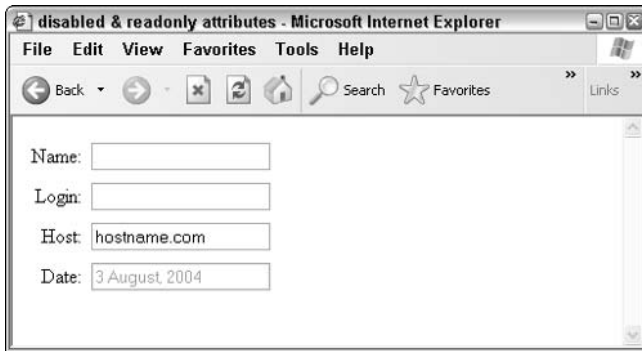 disabled & readonly attributes - Microsoft Internet Explorer
File Edit View Favorites Tools Help
Back Search Favorites » Links »
Name:
Login:
Host: hostname.com
Date: 3 August, 2004